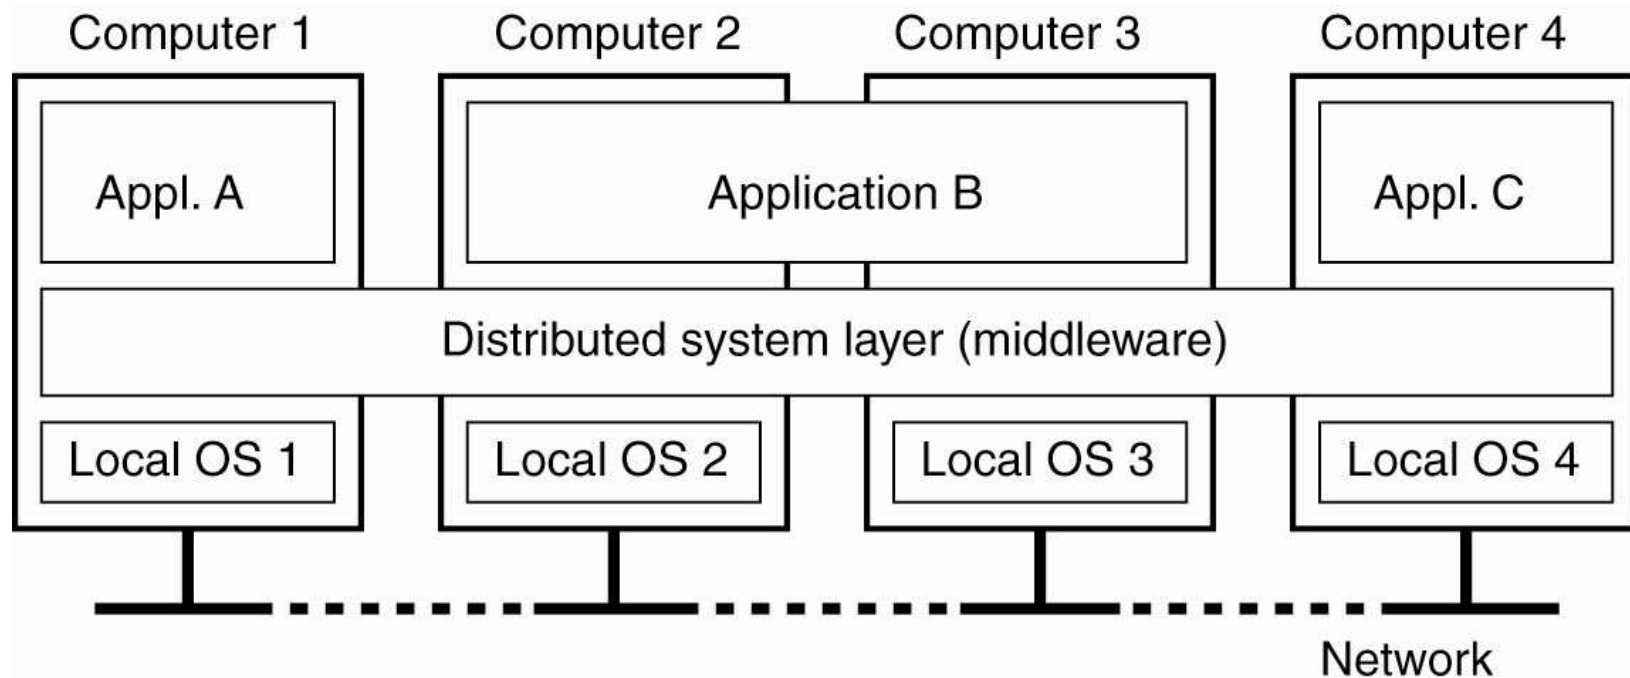 Computer 1
Computer 2
Computer 3
Computer 4
Appl. A
Application B
Appl. C
Distributed system layer (middleware)
Local OS 1
Local OS 2
Local OS 3
Local OS 4
Network